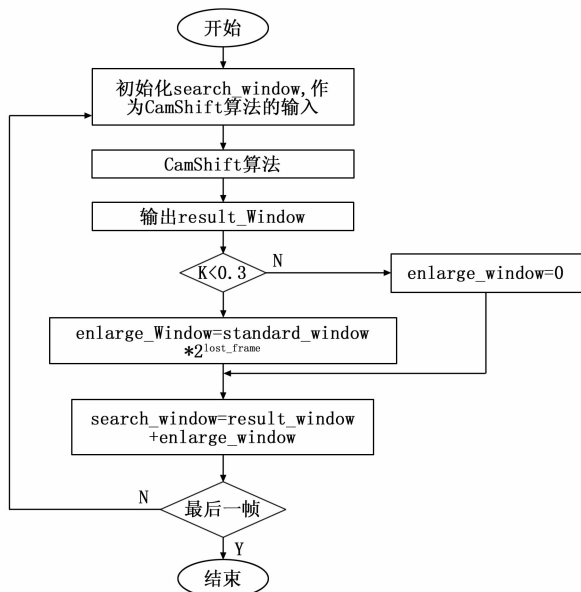 开始
初始化search_window,作
为CamShift算法的输入
CamShift算法
输出result_Window
K<0.3
N
enlarge_window=0
enlarge_Window=standard_window
*2^lost_frame
search_window=result_window
+enlarge_window
N
最后一帧
Y
结束